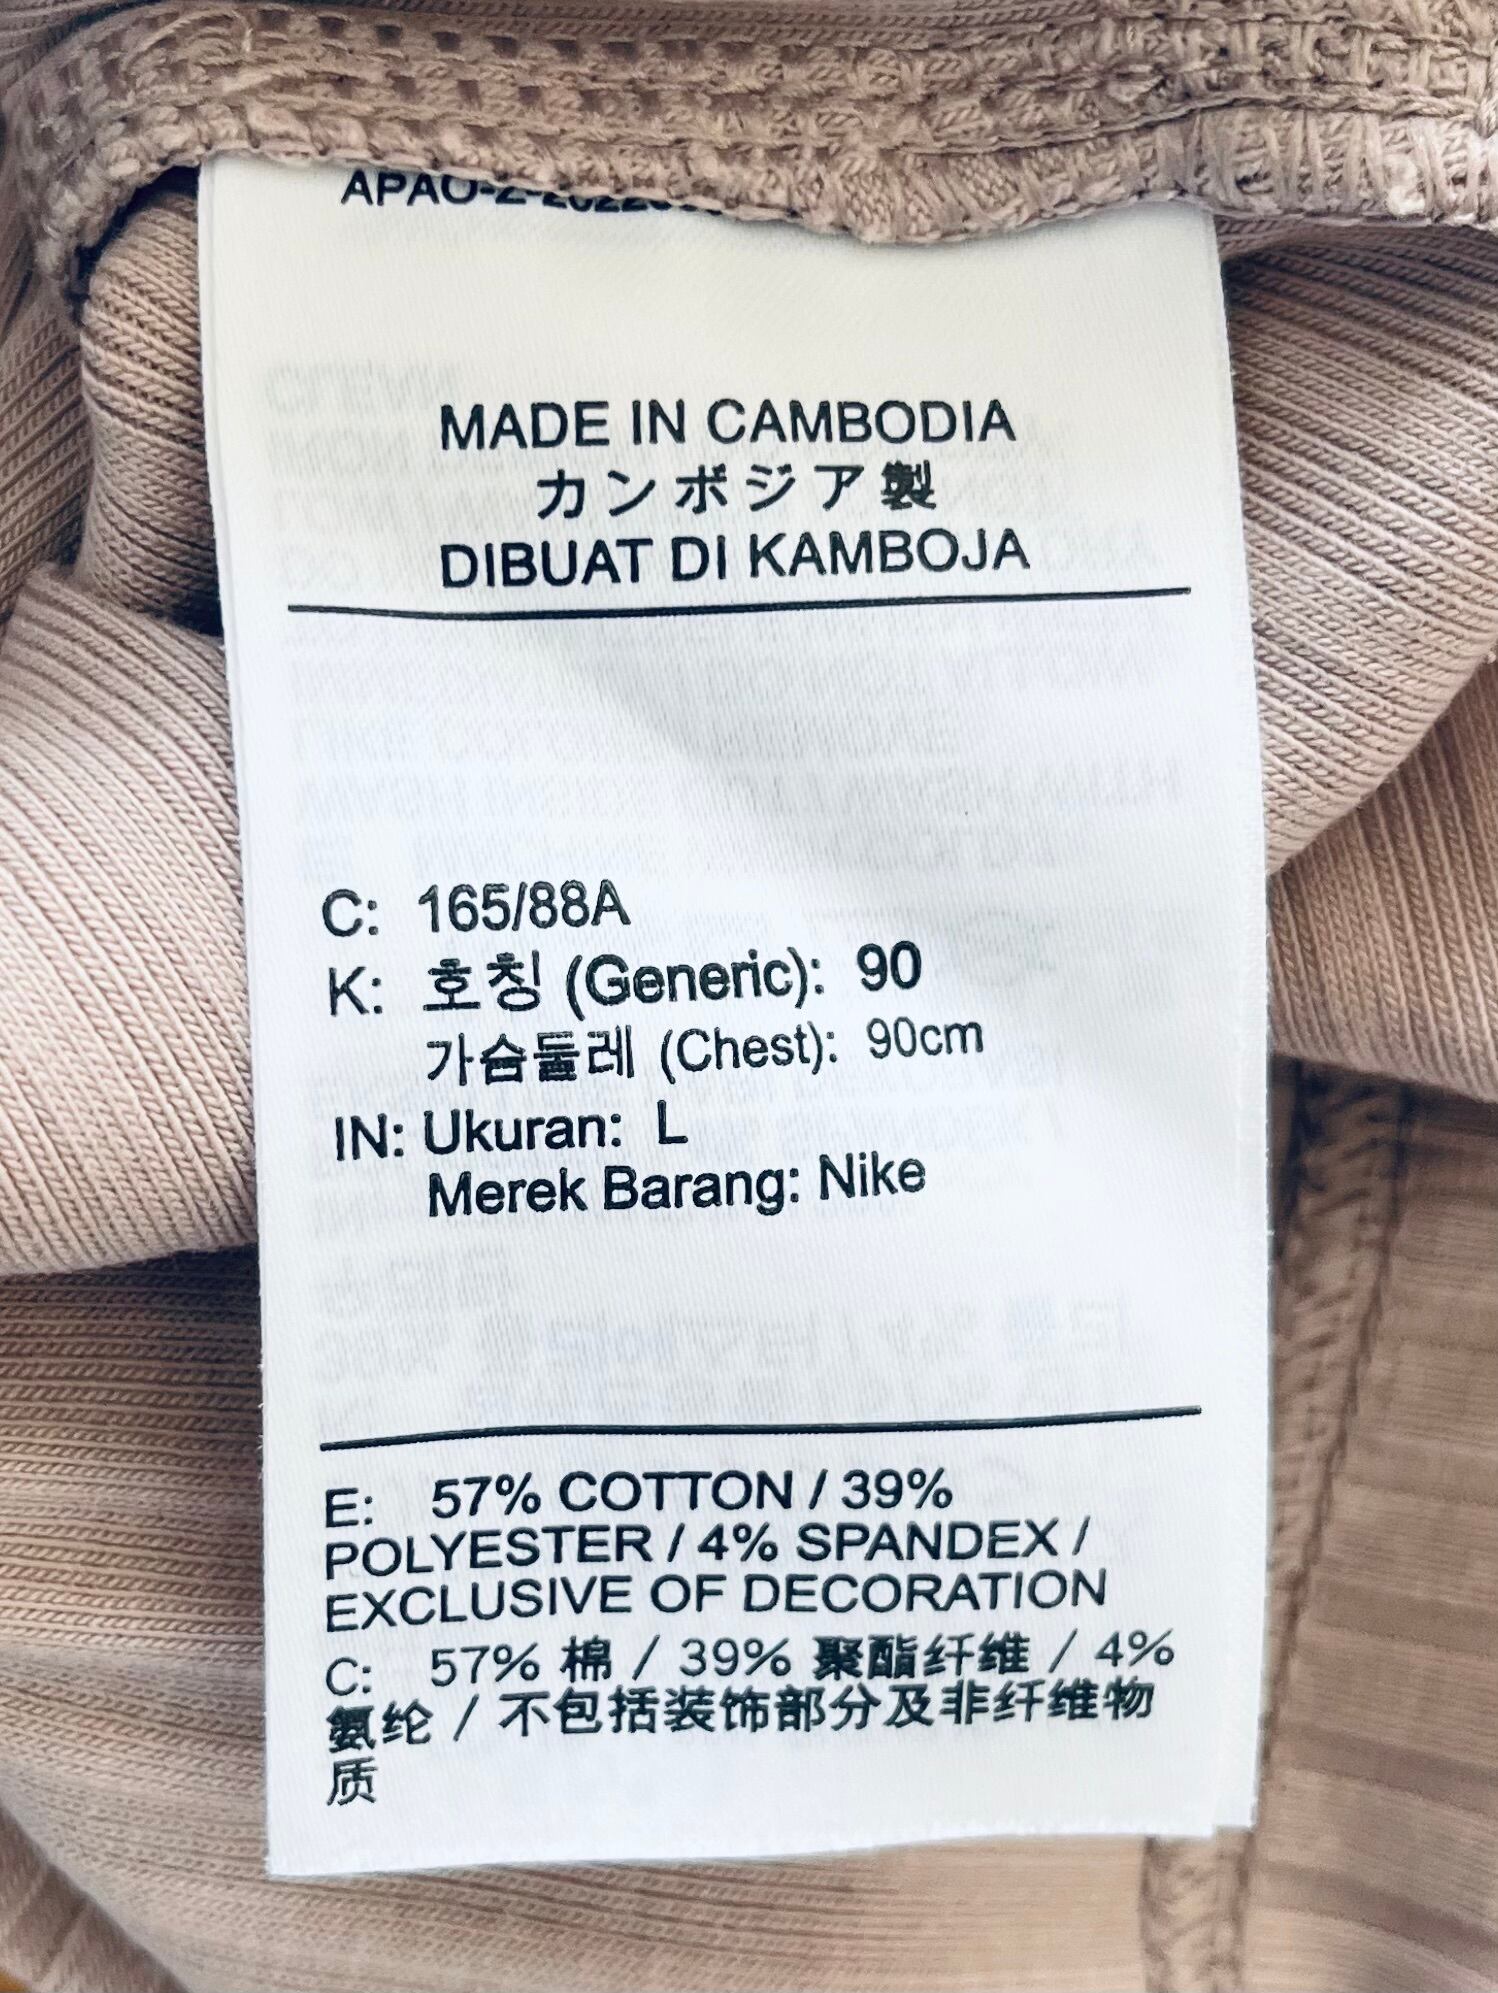 MADE IN CAMBODIA
カンボジア製
DIBUAT DI KAMBOJA
C: 165/88A
K: 호칭 (Generic): 90
가슴둘레 (Chest): 90cm
IN: Ukuran: L
Merek Barang: Nike
E: 57% COTTON / 39%
POLYESTER / 4% SPANDEX /
EXCLUSIVE OF DECORATION
C: 57% 棉 / 39% 聚酯纤维 / 4%
氨纶 / 不包括装饰部分及非纤维物
质